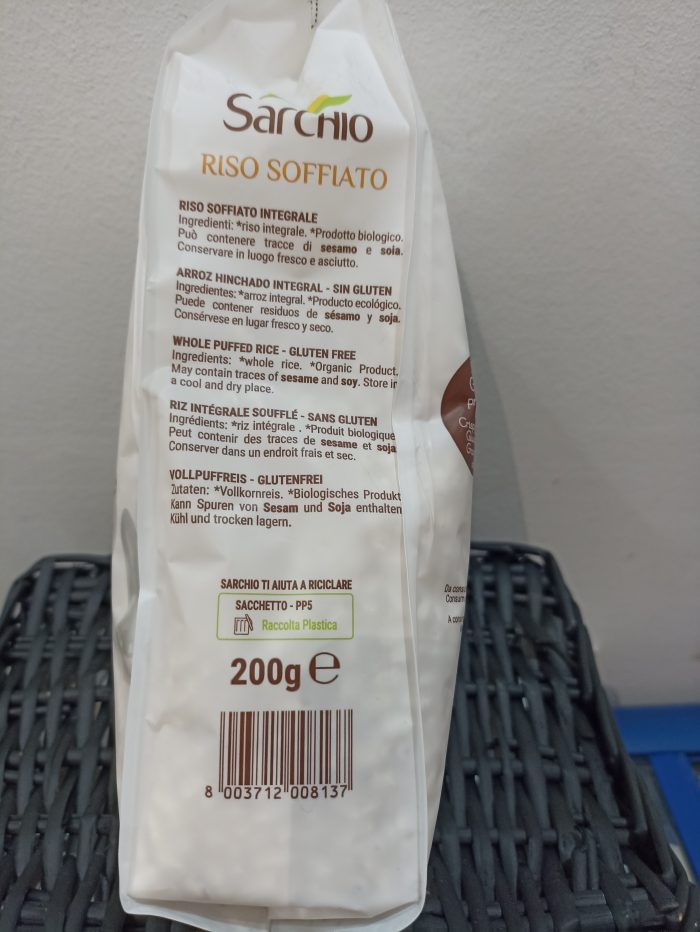 Sarchio
RISO SOFFIATO
RISO SOFFIATO INTEGRALE
Ingredienti: *riso integrale. *Prodotto biologico.
Può contenere tracce di sesamo e soia.
Conservare in luogo fresco e asciutto.
ARROZ HINCHADO INTEGRAL - SIN GLUTEN
Ingredientes: *arroz integral. *Producto ecológico.
Puede contener residuos de sésamo y soja.
Consérvese en lugar fresco y seco.
WHOLE PUFFED RICE - GLUTEN FREE
Ingredients: *whole rice. *Organic Product.
May contain traces of sesame and soy. Store in
a cool and dry place.
RIZ INTÉGRALE SOUFFLÉ - SANS GLUTEN
Ingrédients: *riz intégrale . *Produit biologique
Peut contenir des traces de sesame et soja
Conserver dans un endroit frais et sec.
VOLLPUFFREIS - GLUTENFREI
Zutaten: *Vollkornreis. *Biologisches Produkt
Kann Spuren von Sesam und Soja enthalten
Kühl und trocken lagern.
SARCHIO TI AIUTA A RICICLARE
SACCHETTO - PP5
Raccolta Plastica
200g e
8 003712 008137